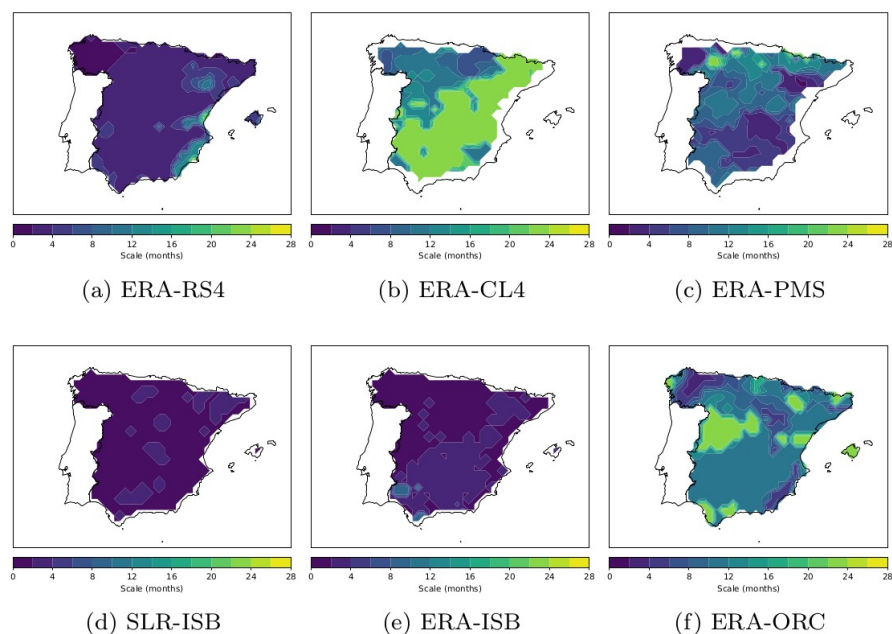 0 4 8 12 16 20 24 28
Scale (months)
(a) ERA-RS4
0 4 8 12 16 20 24 28
Scale (months)
(b) ERA-CL4
0 4 8 12 16 20 24 28
Scale (months)
(c) ERA-PMS
0 4 8 12 16 20 24 28
Scale (months)
(d) SLR-ISB
0 4 8 12 16 20 24 28
Scale (months)
(e) ERA-ISB
0 4 8 12 16 20 24 28
Scale (months)
(f) ERA-ORC